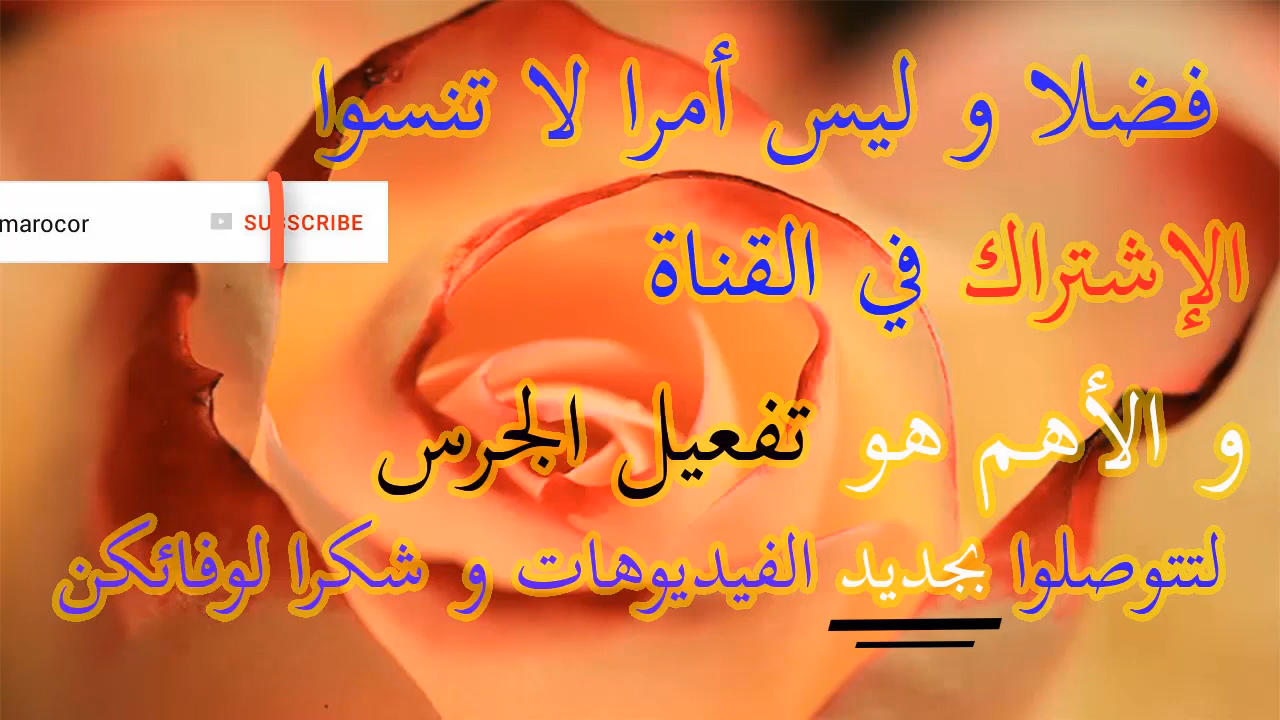 فضلا و ليس أمرا لا تنسوا
marocor SUBSCRIBE
الإشتراك في القناة
و الأهم هو تفعيل الجرس
لتتوصلوا بجديد الفيديوهات و شكرا لوفائكن